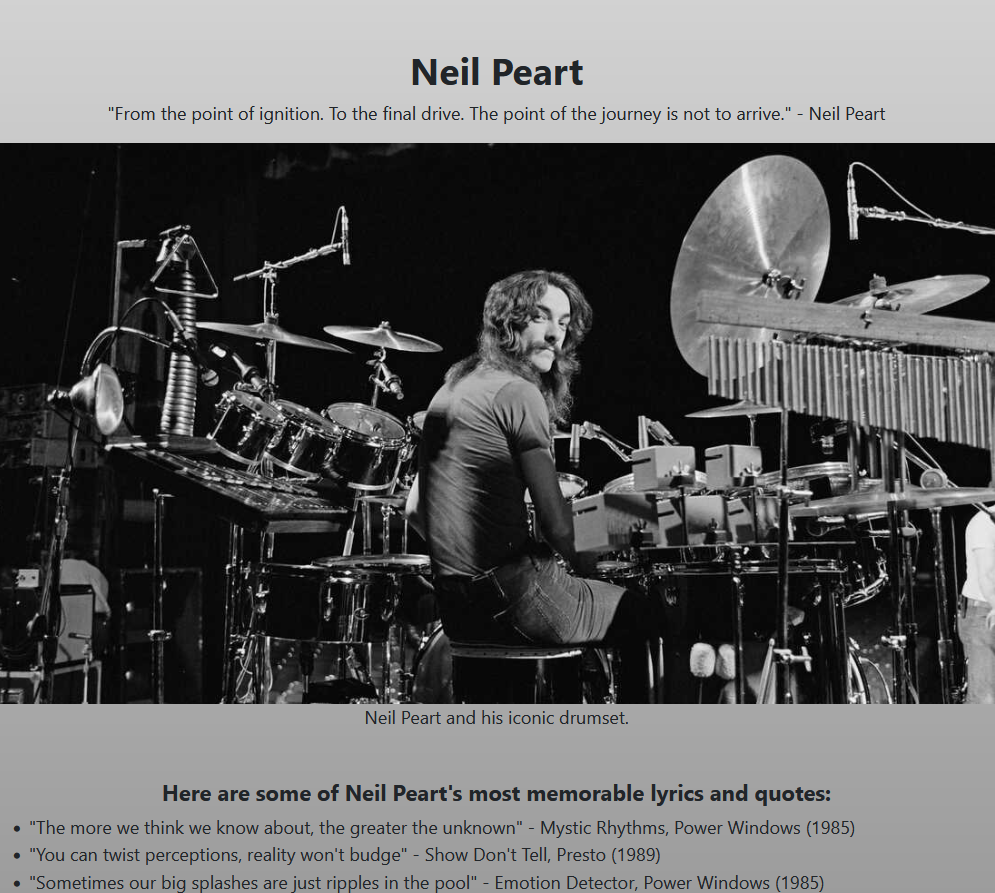 Neil Peart
"From the point of ignition. To the final drive. The point of the journey is not to arrive." - Neil Peart
Neil Peart and his iconic drumset.
Here are some of Neil Peart's most memorable lyrics and quotes:
• "The more we think we know about, the greater the unknown" - Mystic Rhythms, Power Windows (1985)
• "You can twist perceptions, reality won't budge" - Show Don't Tell, Presto (1989)
• "Sometimes our big splashes are just ripples in the pool" - Emotion Detector, Power Windows (1985)